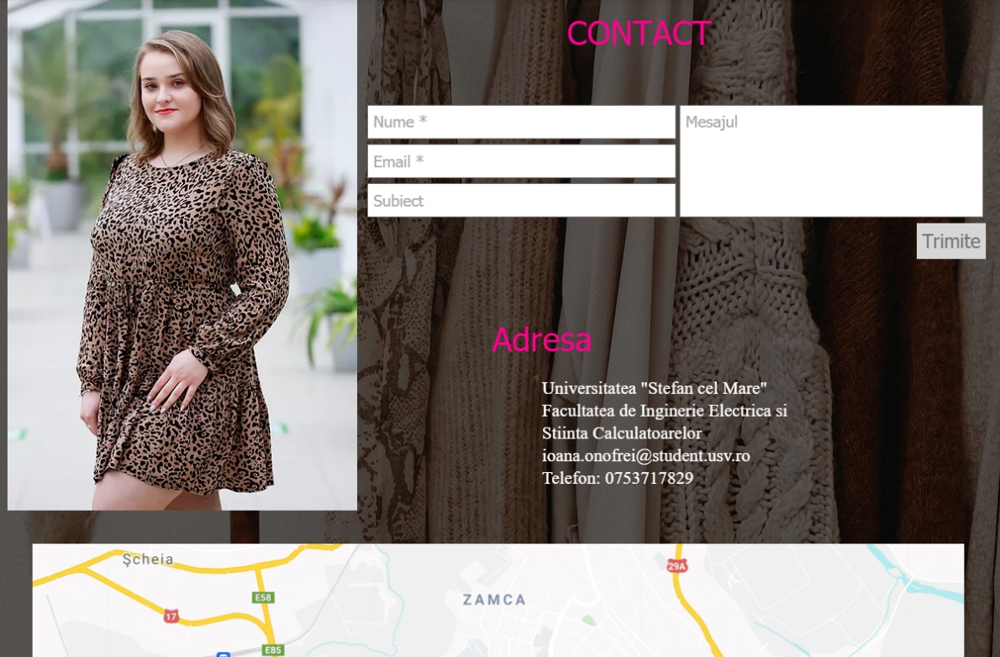 CONTACT
Nume *
Mesajul
Email *
Subiect
Trimite
Adresa
Universitatea "Stefan cel Mare"
Facultatea de Inginerie Electrica si
Stiinta Calculatoarelor
ioana.onofrei@student.usv.ro
Telefon: 0753717829
Şcheia
29A
E58
ZAMCA
17
E85